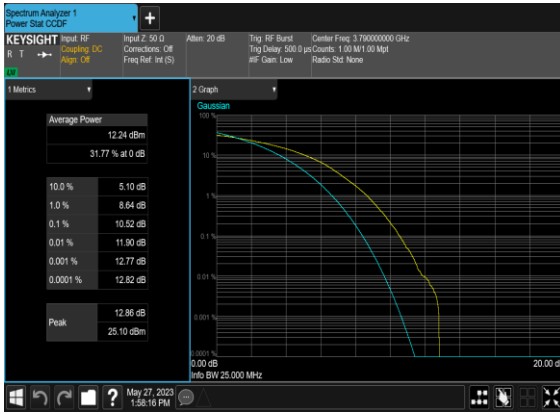 Spectrum Analyzer 1
Power Stat CCDF
+
KEYSIGHT
R T
LV
Input: RF
Coupling: DC
Align: Off
Input Z: 50 Ω
Corrections: Off
Freq Ref: Int (S)
Atten: 20 dB
Trig: RF Burst
Trig Delay: 500.0 µs
#IF Gain: Low
Center Freq: 3.790000000 GHz
Counts: 1.00 M/1.00 Mpt
Radio Std: None
1 Metrics
Average Power
12.24 dBm
31.77 % at 0 dB
10.0 % 5.10 dB
1.0 % 8.64 dB
0.1 % 10.52 dB
0.01 % 11.90 dB
0.001 % 12.77 dB
0.0001 % 12.82 dB
Peak
12.86 dB
25.10 dBm
2 Graph
Gaussian
100 %
10 %
1 %
0.1 %
0.01 %
0.001 %
0.0001 %
0.00 dB
20.00 d
Info BW 25.000 MHz
?
May 27, 2023
1:58:16 PM